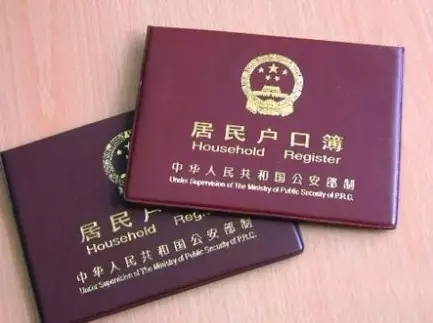 居民户口簿
Household Register
中华人民共和国公安部制
Under Supervision of The Ministry of Public Security of P.R.C.
居民户
Household Regis
中华人民共和国公安部制
Under Supervision of The Ministry of Public Security of P.R.C.